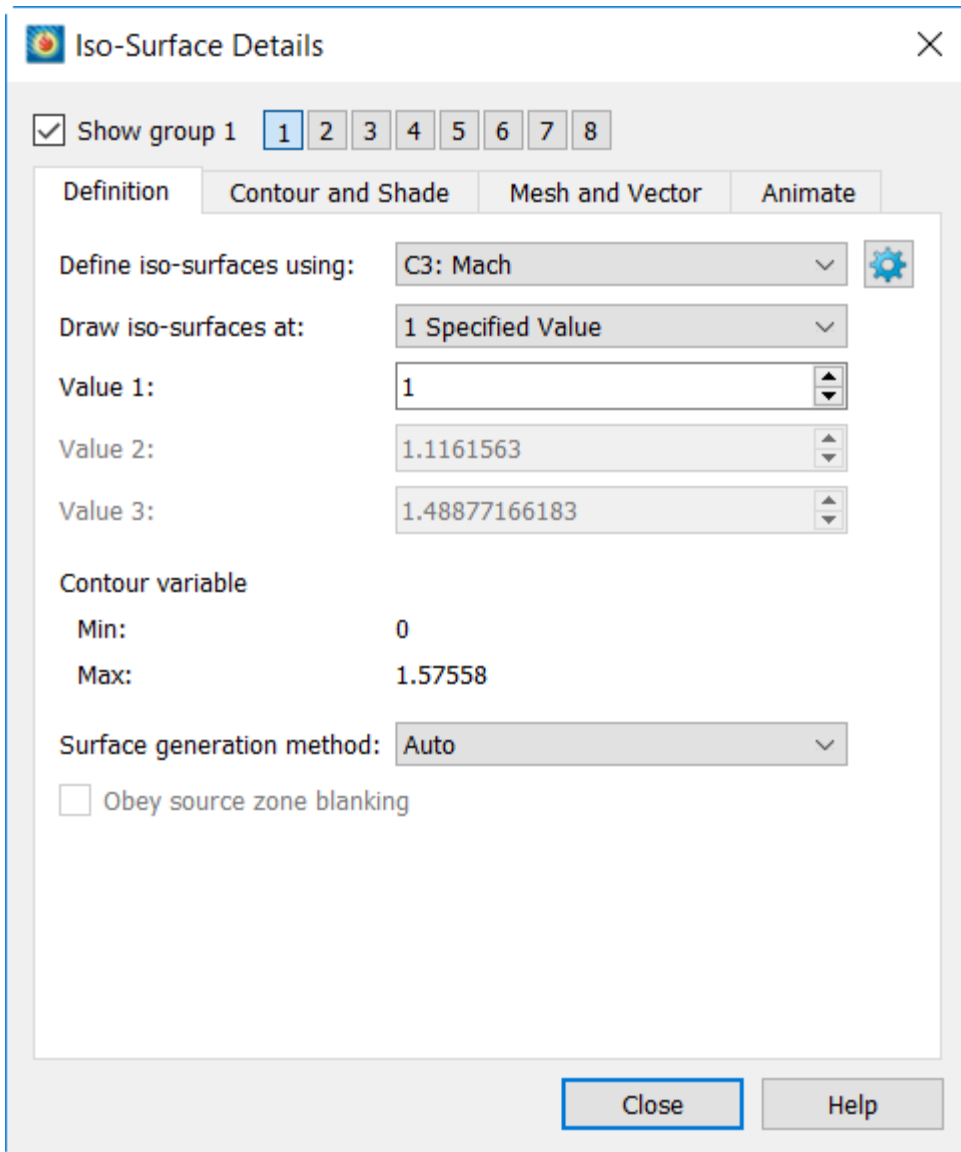 Iso-Surface Details
Show group 1 1 2 3 4 5 6 7 8
Definition Contour and Shade Mesh and Vector Animate
Define iso-surfaces using: C3: Mach
Draw iso-surfaces at: 1 Specified Value
Value 1: 1
Value 2: 1.1161563
Value 3: 1.48877166183
Contour variable
Min: 0
Max: 1.57558
Surface generation method: Auto
Obey source zone blanking
Close Help